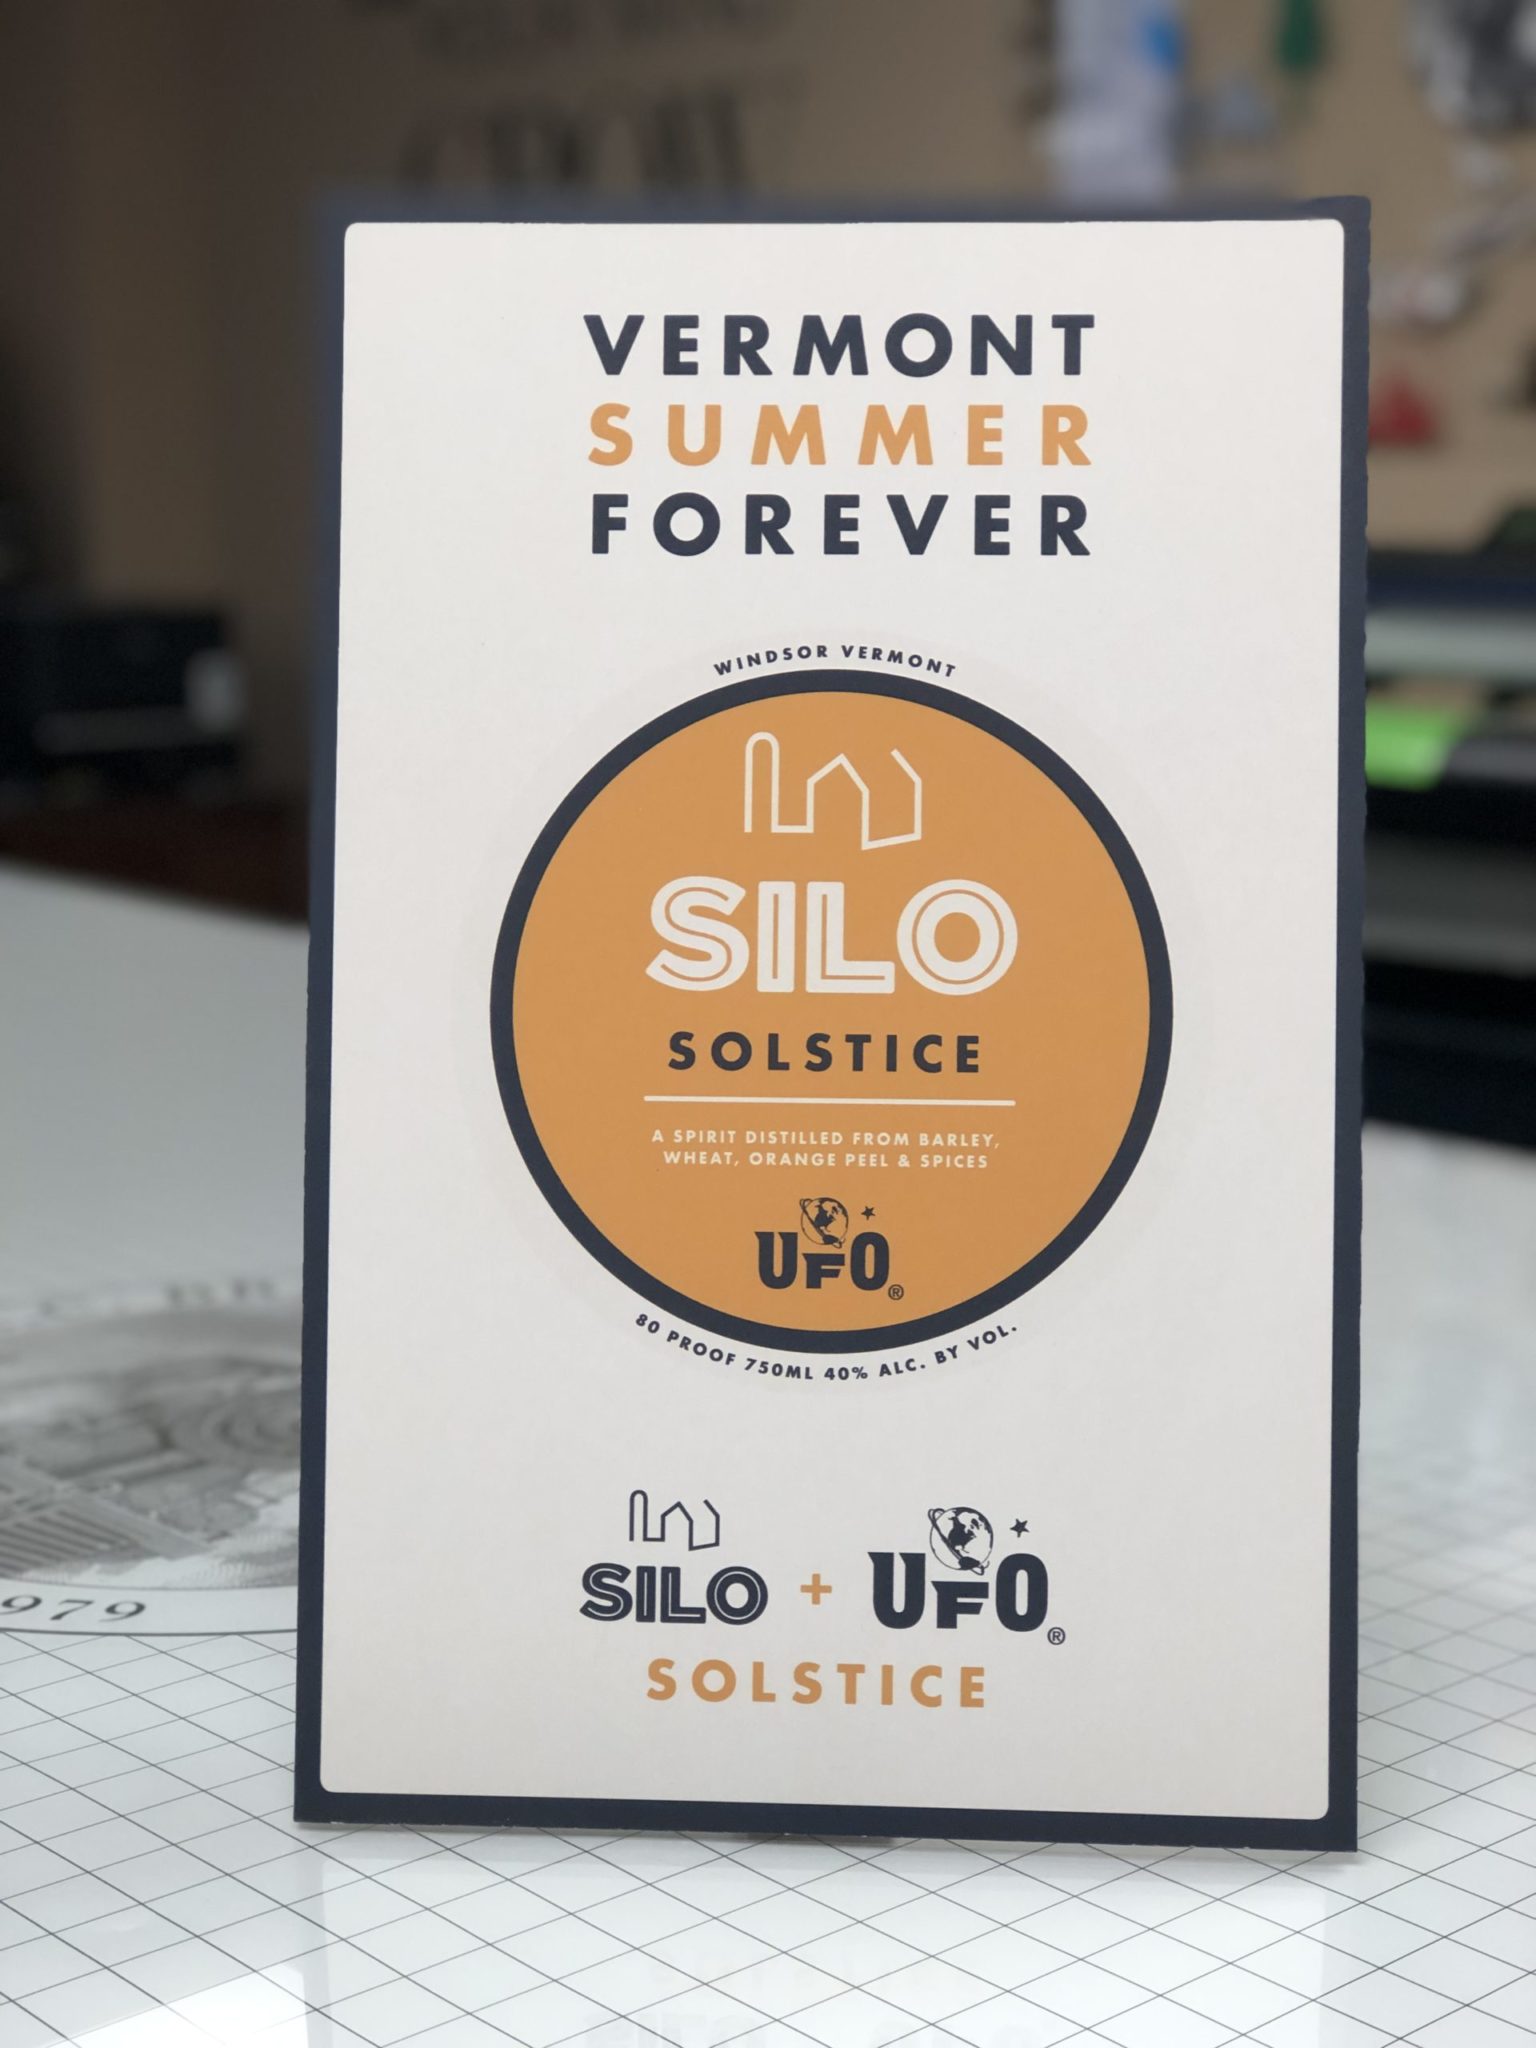 VERMONT
SUMMER
FOREVER
WINDSOR VERMONT
SILO
SOLSTICE
A SPIRIT DISTILLED FROM BARLEY,
WHEAT, ORANGE PEEL & SPICES
UFO®
80 PROOF 750ML 40% ALC. BY VOL.
SILO + UFO®
SOLSTICE
979